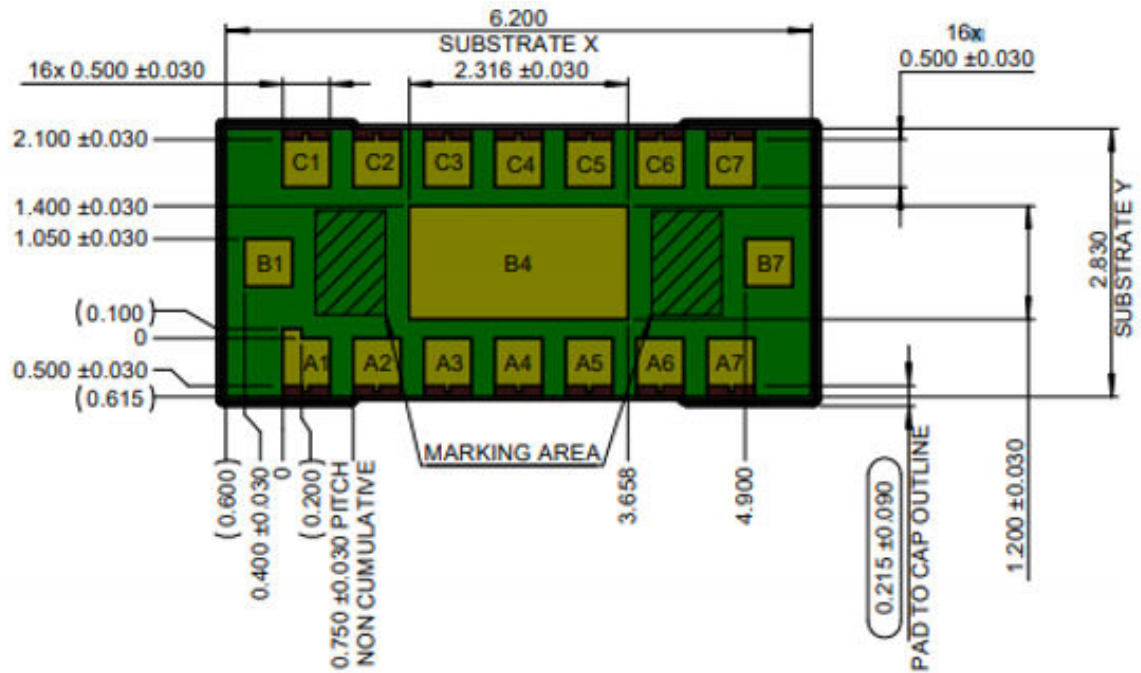 6.200
SUBSTRATE X
16x
0.500 ±0.030
16x 0.500 ±0.030
2.316 ±0.030
2.100 ±0.030
C1 C2 C3 C4 C5 C6 C7
1.400 ±0.030
1.050 ±0.030
B1 B4 B7
2.830
SUBSTRATE Y
(0.100)
0
A1 A2 A3 A4 A5 A6 A7
0.500 ±0.030
(0.615)
MARKING AREA
(0.600)
0.400 ±0.030
0
(0.200)
0.750 ±0.030 PITCH
NON CUMULATIVE
3.658
4.900
0.215 ±0.090
PAD TO CAP OUTLINE
1.200 ±0.030